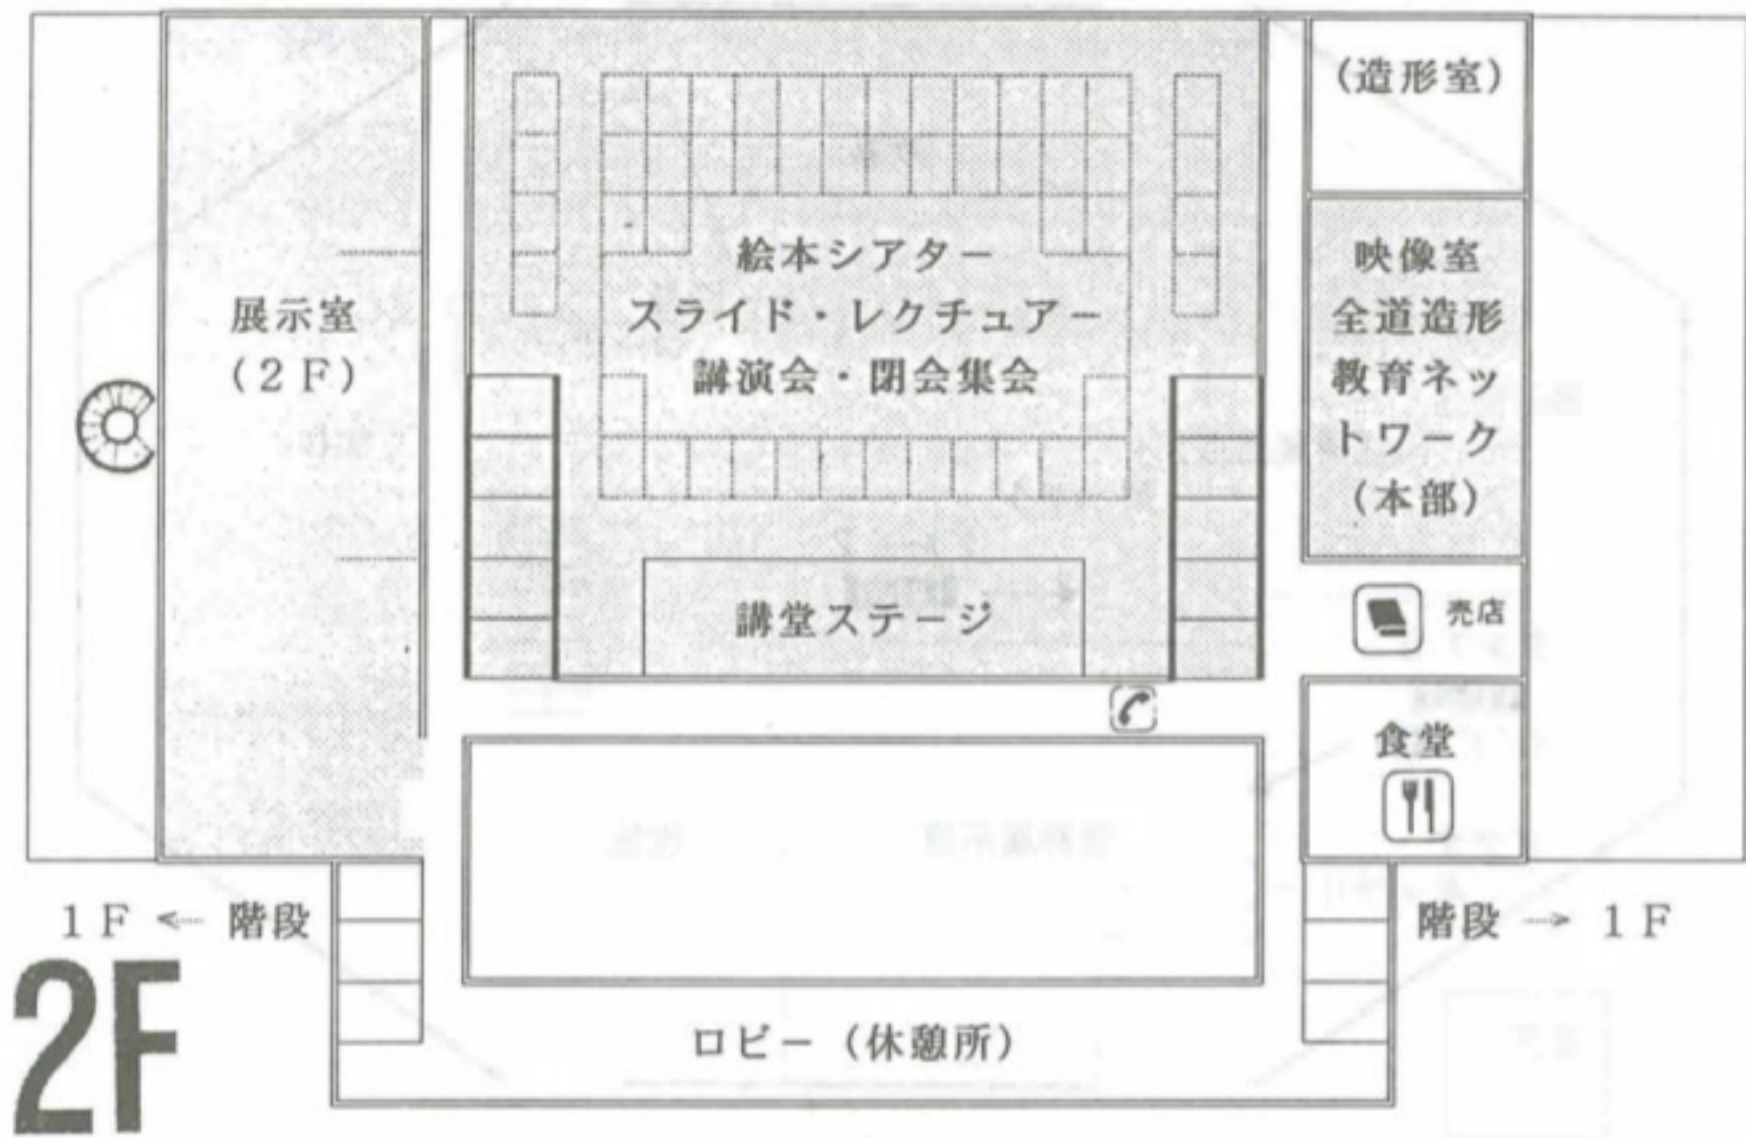 (造形室)
絵本シアター
スライド・レクチュアー
講演会・閉会集会
展示室
(2F)
映像室
全道造形
教育ネッ
トワーク
(本部)
講堂ステージ
売店
食堂
1F ← 階段
階段 → 1F
2F
ロビー(休憩所)